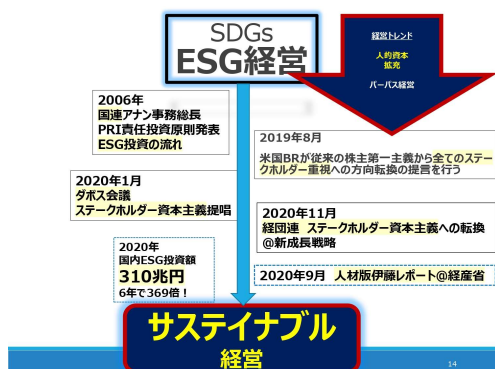 SDGs
ESG経営
経営トレンド
人的資本
拡充
パーパス経営
2006年
国連アナン事務総長
PRI責任投資原則発表
ESG投資の流れ
2019年8月
米国BRが従来の株主第一主義から全てのステー
クホルダー重視への方向転換の提言を行う
2020年1月
ダボス会議
ステークホルダー資本主義提唱
2020年11月
経団連 ステークホルダー資本主義への転換
@新成長戦略
2020年
国内ESG投資額
310兆円
6年で369倍！
2020年9月 人材版伊藤レポート@経産省
サステイナブル
経営
14